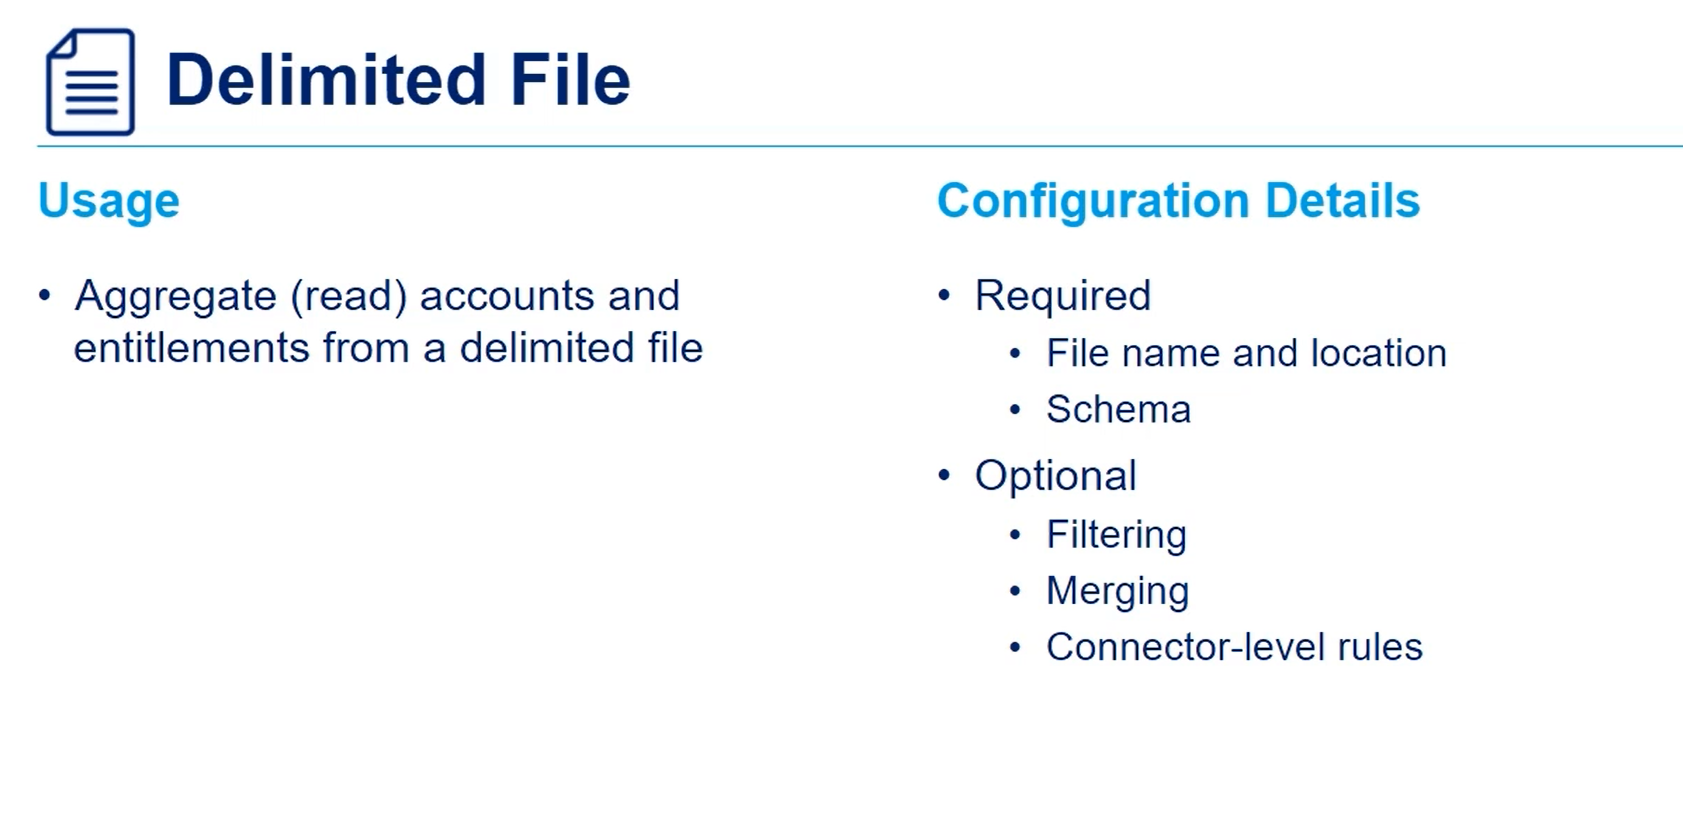 Delimited File
Usage
• Aggregate (read) accounts and
entitlements from a delimited file
Configuration Details
• Required
• File name and location
• Schema
• Optional
• Filtering
• Merging
• Connector-level rules